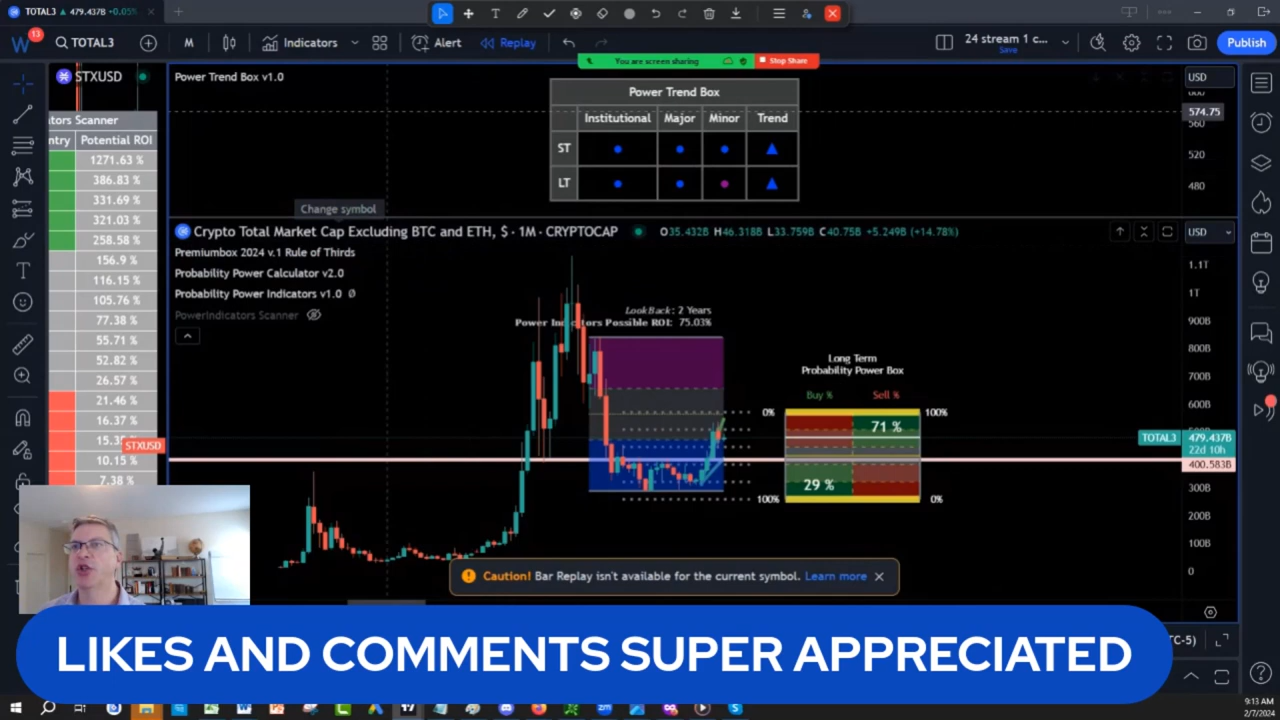 TOTAL3 ▲ 479.437B +0.05%
13
TOTAL3
M
Indicators
Alert
Replay
24 stream 1 c...
Save
Publish
You are screen sharing
Stop Share
STXUSD
Power Trend Box v1.0
Power Trend Box
Institutional Major Minor Trend
ST
LT
USD
574.75
560
520
480
ators Scanner
ntry Potential ROI
1271.63 %
386.83 %
331.69 %
321.03 %
258.58 %
156.9 %
116.15 %
105.76 %
77.38 %
55.71 %
52.82 %
26.57 %
21.46 %
16.37 %
STXUSD
10.15 %
7.38 %
Change symbol
Crypto Total Market Cap Excluding BTC and ETH, $ · 1M · CRYPTOCAP O35.432B H46.318B L33.759B C40.75B +5.249B (+14.78%)
USD
Premiumbox 2024 v.1 Rule of Thirds
Probability Power Calculator v2.0
Probability Power Indicators v1.0 Ø
PowerIndicators Scanner
LookBack: 2 Years
Power Indicators Possible ROI: 75.03%
Long Term
Probability Power Box
Buy % Sell %
0% 100%
71 %
29 %
100% 0%
1.1T
1T
900B
800B
700B
600B
TOTAL3 479.437B
22d 10h
400.583B
300B
200B
100B
0
Caution! Bar Replay isn't available for the current symbol. Learn more
TC-5)
LIKES AND COMMENTS SUPER APPRECIATED
9:13 AM
2/7/2024